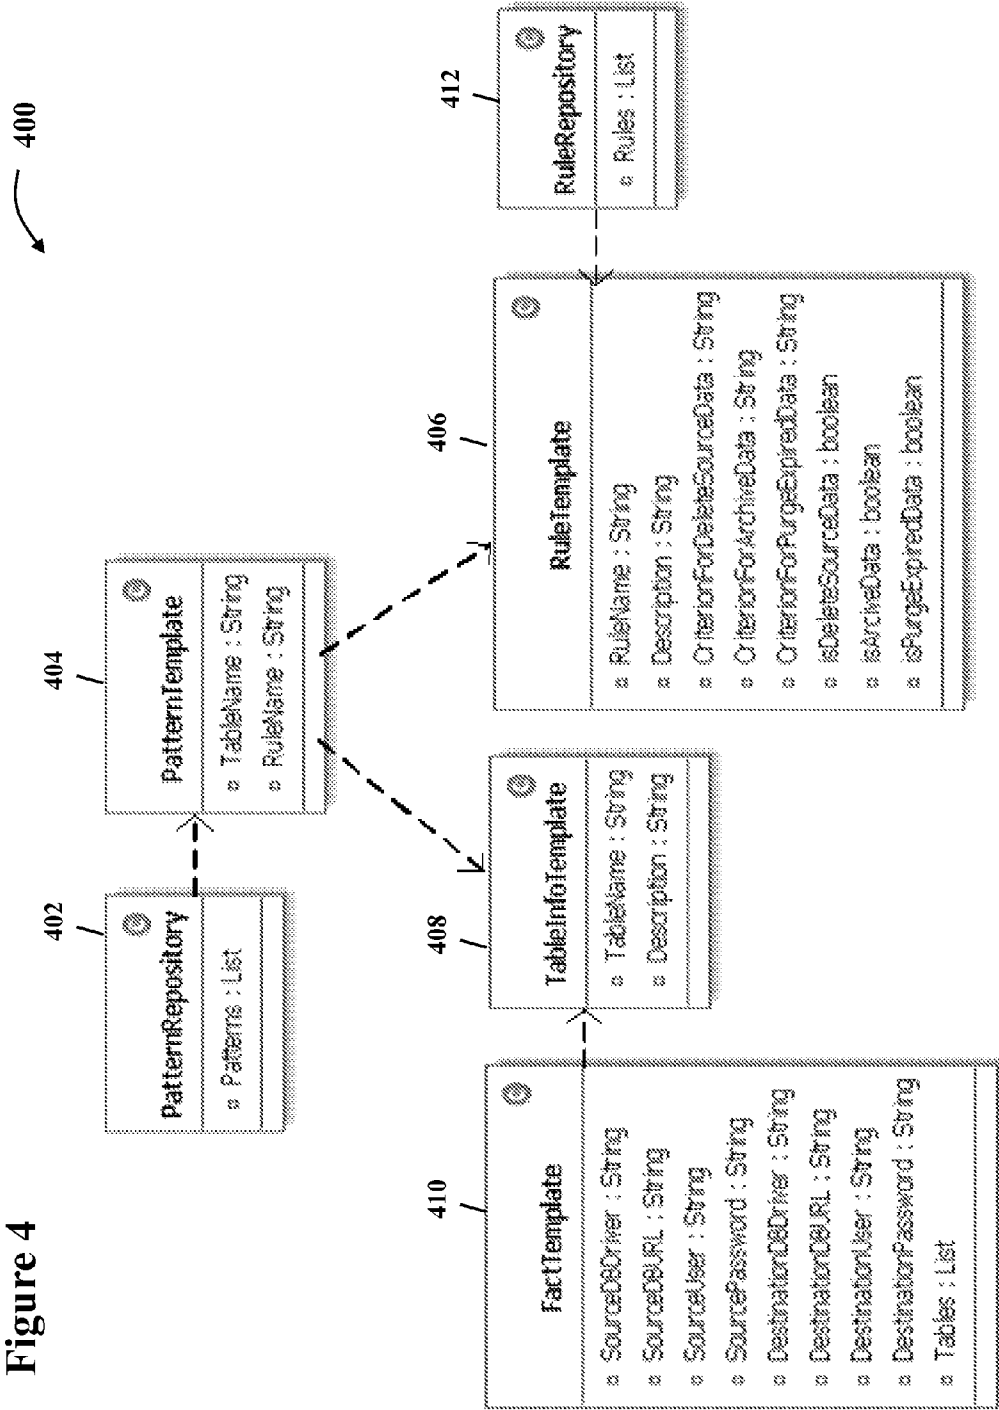 Figure 4
400
402
PatternRepository
Patterns : List
404
PatternTemplate
TableName : String
RuleName : String
410
FactTemplate
SourceDBDriver : String
SourceDBURL : String
SourceUser : String
SourcePassword : String
DestinationDBDriver : String
DestinationDBURL : String
DestinationUser : String
DestinationPassword : String
Tables : List
408
TableInfoTemplate
TableName : String
Description : String
406
RuleTemplate
RuleName : String
Description : String
CriterionForDeleteSourceData : String
CriterionForArchiveData : String
CriterionForPurgeExpiredData : String
isDeleteSourceData : boolean
isArchiveData : boolean
isPurgeExpiredData : boolean
412
RuleRepository
Rules : List